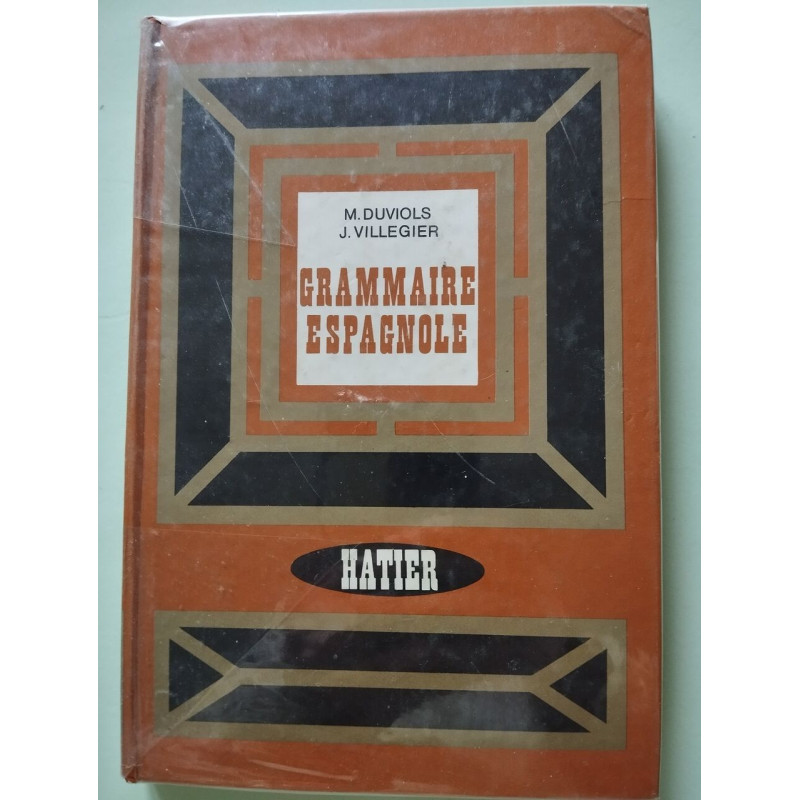 M. DUVIOLS
J. VILLEGIER
GRAMMAIRE
ESPAGNOLE
HATIER